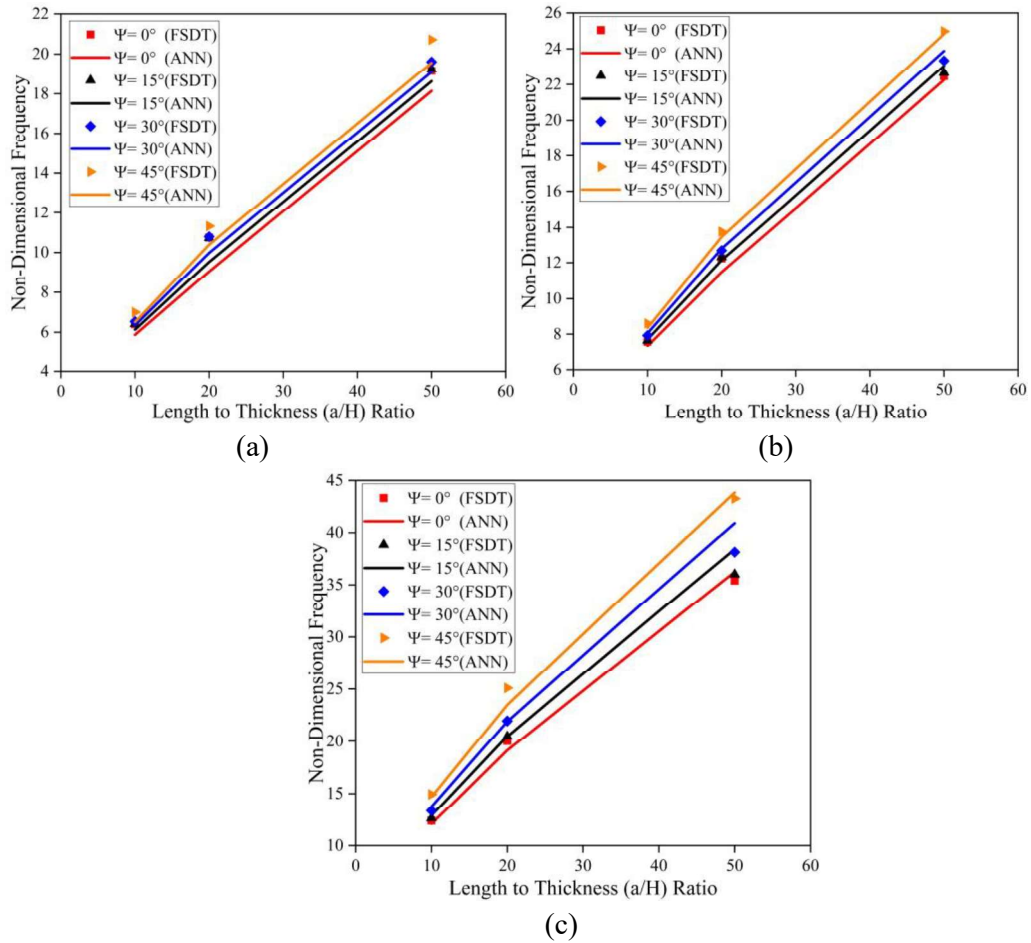 22
20
18
16
14
12
10
8
6
4
Non-Dimensional Frequency
Ψ= 0° (FSDT)
Ψ= 0° (ANN)
Ψ= 15°(FSDT)
Ψ= 15°(ANN)
Ψ= 30°(FSDT)
Ψ= 30°(ANN)
Ψ= 45°(FSDT)
Ψ= 45°(ANN)
0 10 20 30 40 50 60
Length to Thickness (a/H) Ratio
(a)
26
24
22
20
18
16
14
12
10
8
6
Non-Dimensional Frequency
Ψ= 0° (FSDT)
Ψ= 0° (ANN)
Ψ= 15°(FSDT)
Ψ= 15°(ANN)
Ψ= 30°(FSDT)
Ψ= 30°(ANN)
Ψ= 45°(FSDT)
Ψ= 45°(ANN)
0 10 20 30 40 50 60
Length to Thickness (a/H) Ratio
(b)
45
40
35
30
25
20
15
10
Non-Dimensional Frequency
Ψ= 0° (FSDT)
Ψ= 0° (ANN)
Ψ= 15°(FSDT)
Ψ= 15°(ANN)
Ψ= 30°(FSDT)
Ψ= 30°(ANN)
Ψ= 45°(FSDT)
Ψ= 45°(ANN)
0 10 20 30 40 50 60
Length to Thickness (a/H) Ratio
(c)